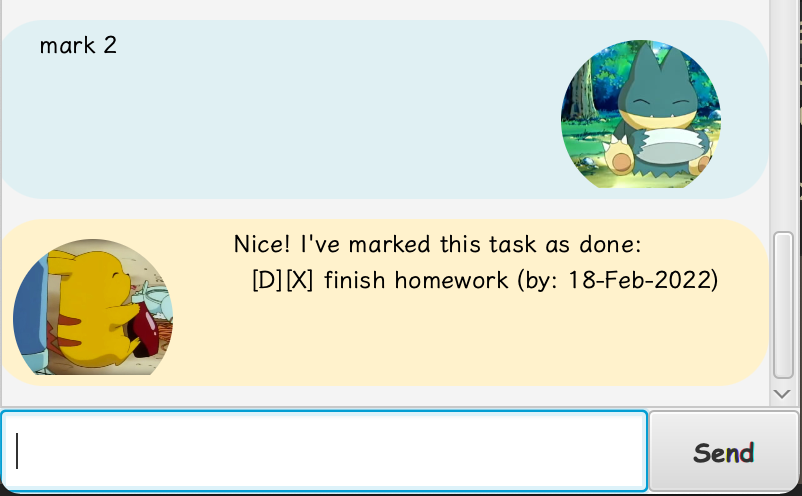 mark 2
Nice! I've marked this task as done:
[D][X] finish homework (by: 18-Feb-2022)
Send